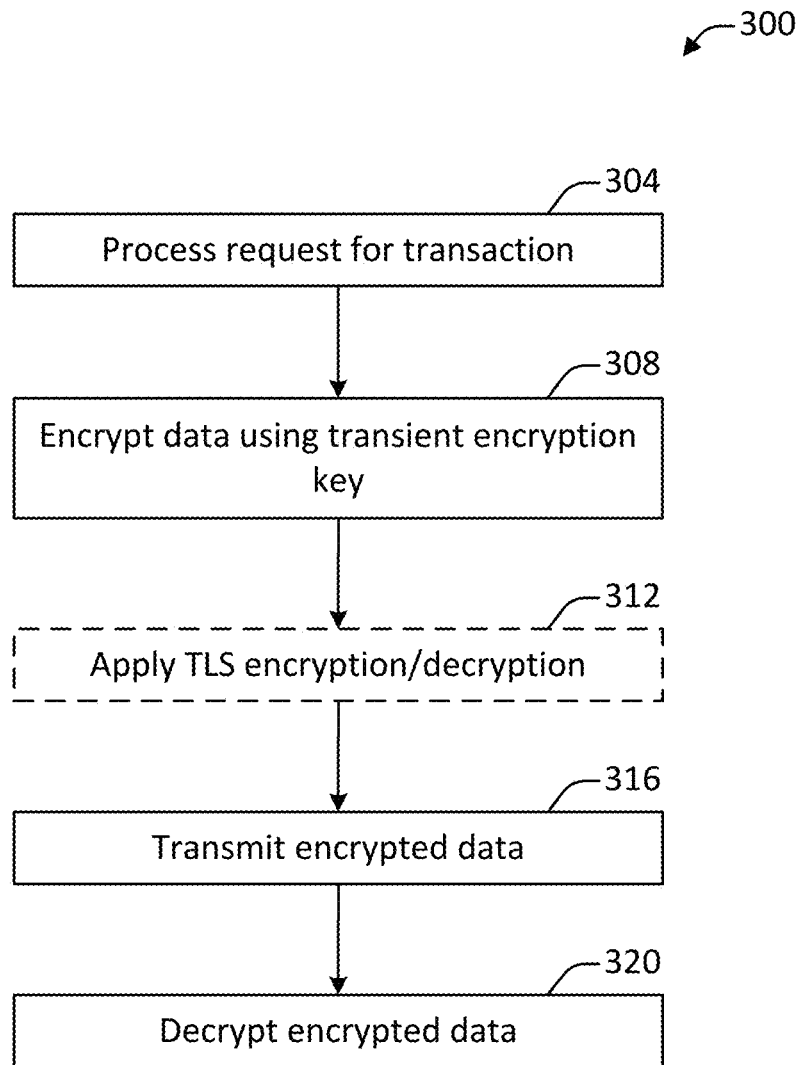 300
304
Process request for transaction
308
Encrypt data using transient encryption
key
312
Apply TLS encryption/decryption
316
Transmit encrypted data
320
Decrypt encrypted data